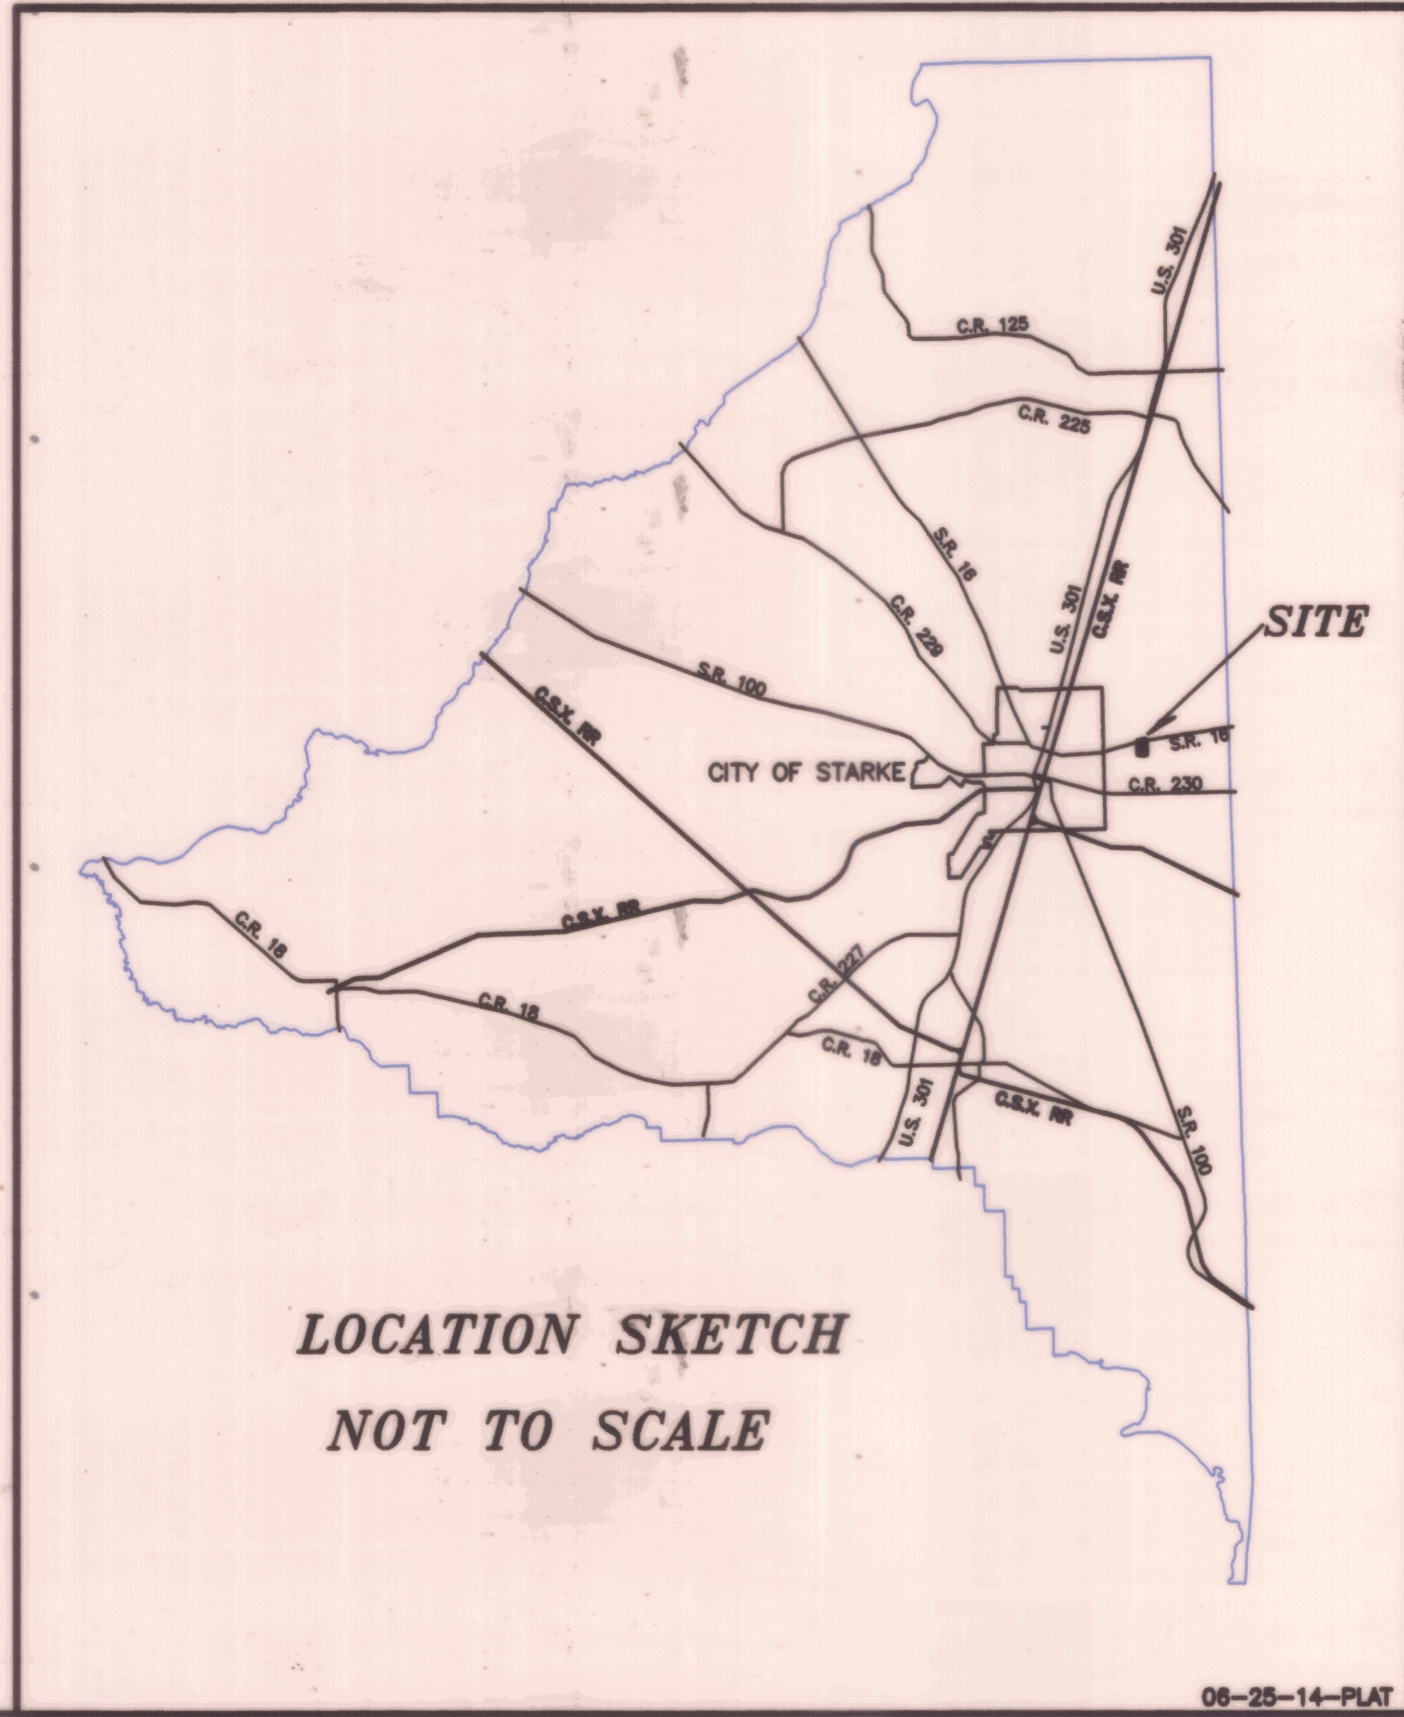 U.S. 301
C.R. 125
C.R. 225
S.R. 16
U.S. 301
C.S.X. RR
C.R. 229
SITE
S.R. 100
C.S.X. RR
S.R. 16
CITY OF STARKE
C.R. 230
C.S.X. RR
C.R. 18
C.R. 227
C.R. 18
C.R. 18
U.S. 301
C.S.X. RR
S.R. 100
LOCATION SKETCH
NOT TO SCALE
06-25-14-PLAT